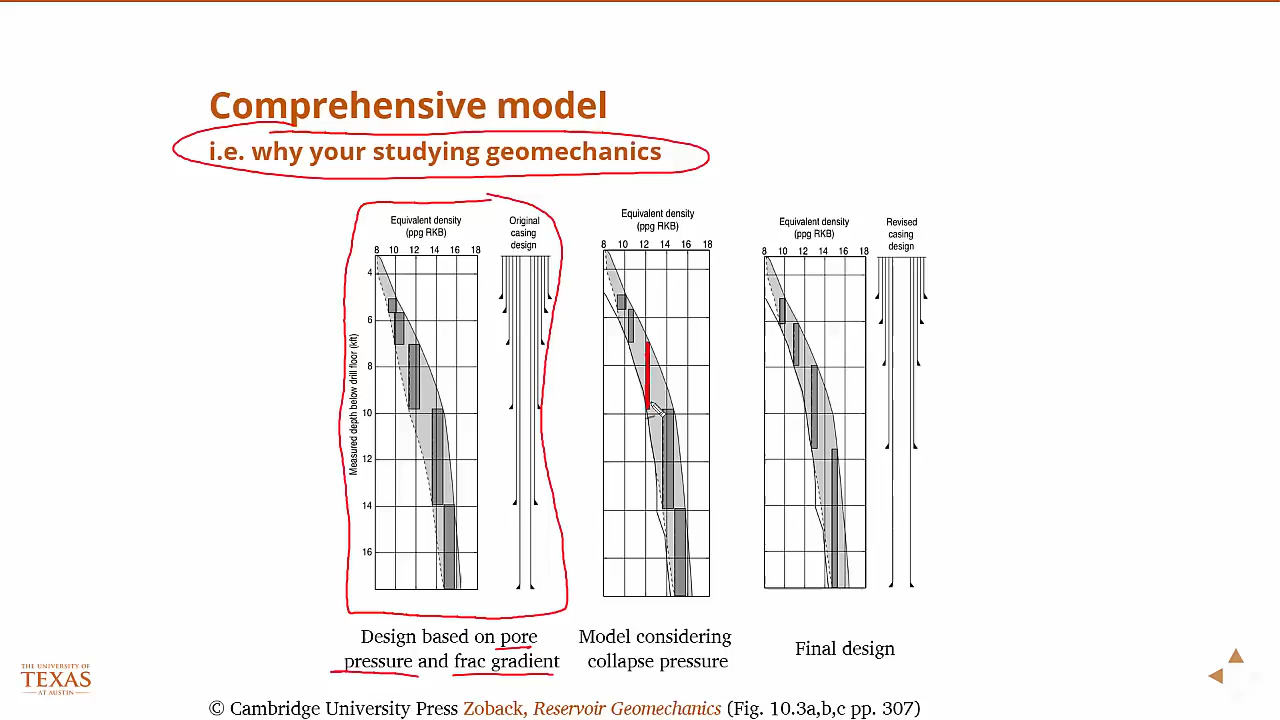 Comprehensive model
i.e. why your studying geomechanics
Equivalent density
(ppg RKB)
8 10 12 14 16 18
Original
casing
design
Measured depth below drill floor (kft)
4
6
8
10
12
14
16
Equivalent density
(ppg RKB)
8 10 12 14 16 18
Equivalent density
(ppg RKB)
8 10 12 14 16 18
Revised
casing
design
Design based on pore
pressure and frac gradient
Model considering
collapse pressure
Final design
THE UNIVERSITY OF
TEXAS
AT AUSTIN
© Cambridge University Press Zoback, Reservoir Geomechanics (Fig. 10.3a,b,c pp. 307)